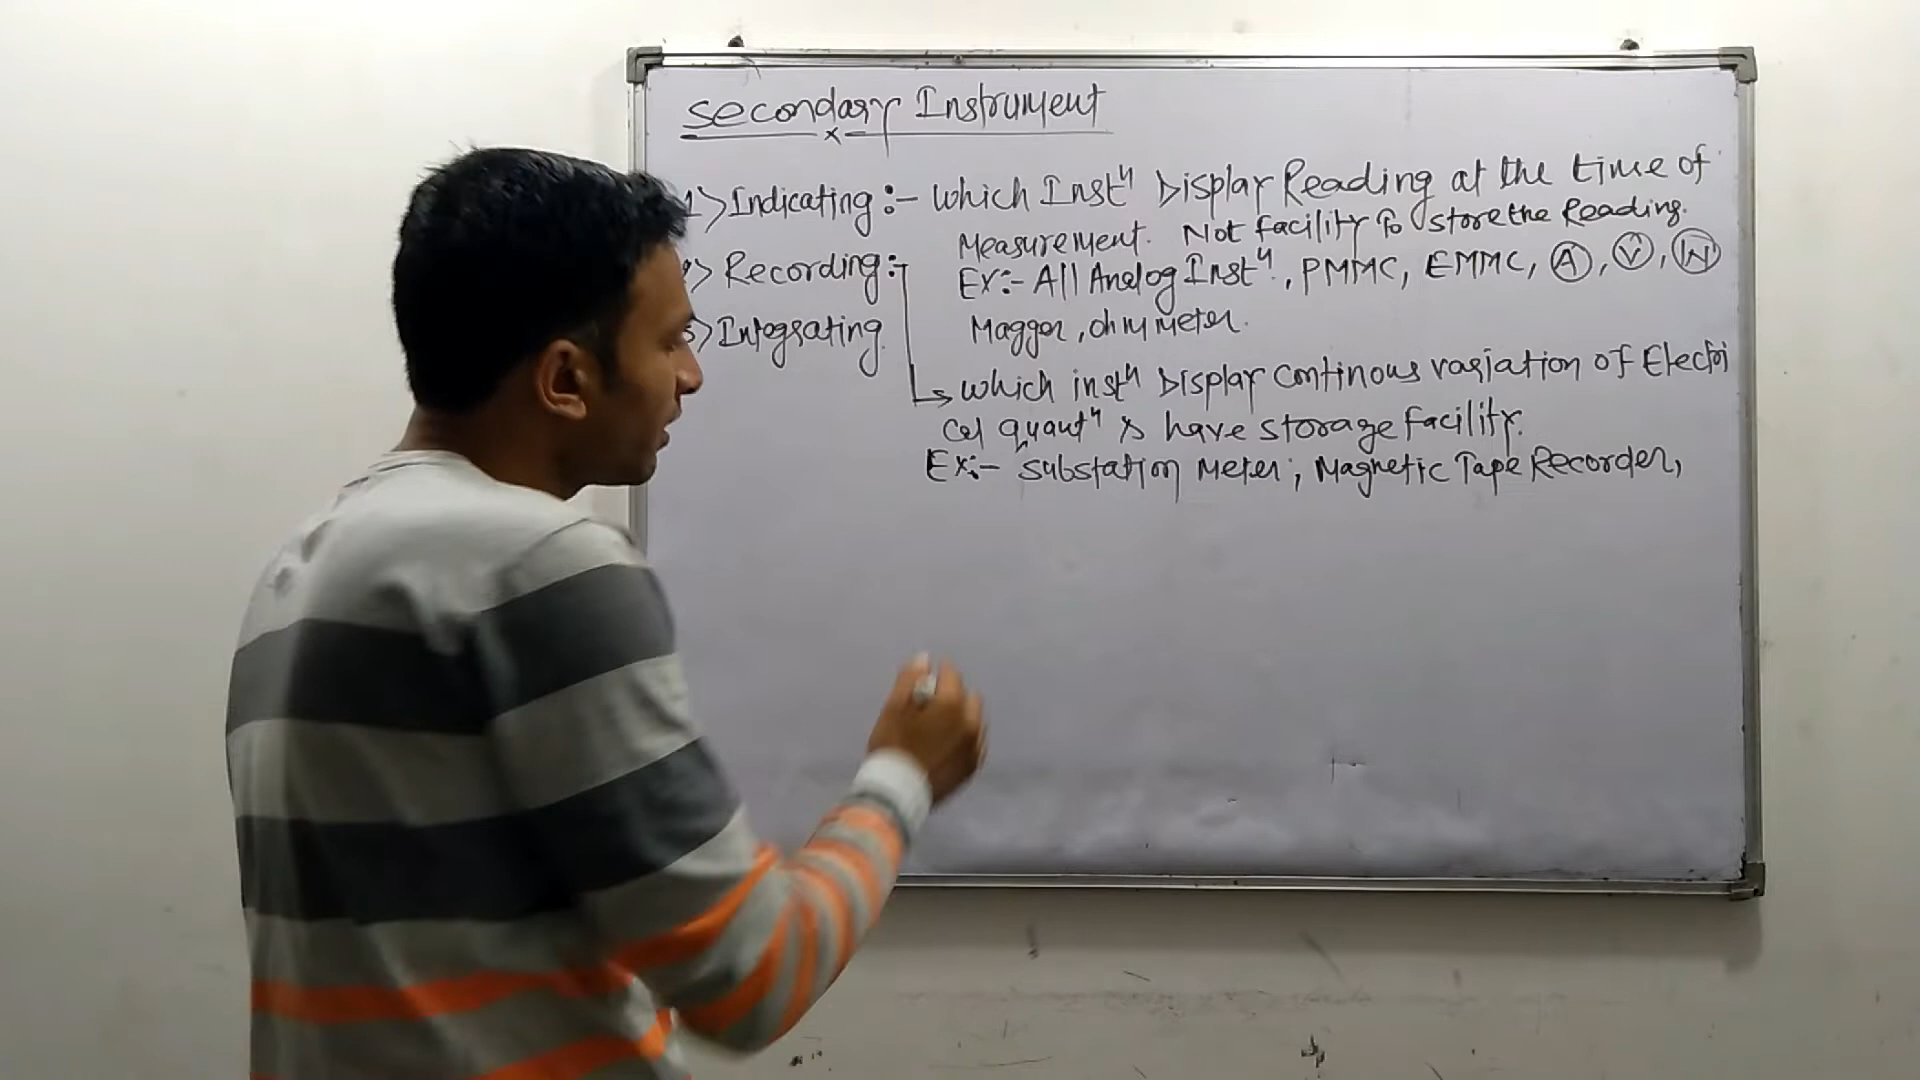 Secondary Instrument
1> Indicating :- Which Instⁿ Display Reading at the time of
Measurement. Not facility To store the Reading.
2> Recording :-
Ex:- All Analog Instⁿ, PMMC, EMMC, A, V, W
3> Integrating
Magger, ohm meter.
which instⁿ Display continous variation of Electri
cal quantⁿ & have storage facility.
Ex:- Substation Meter, Magnetic Tape Recorder,